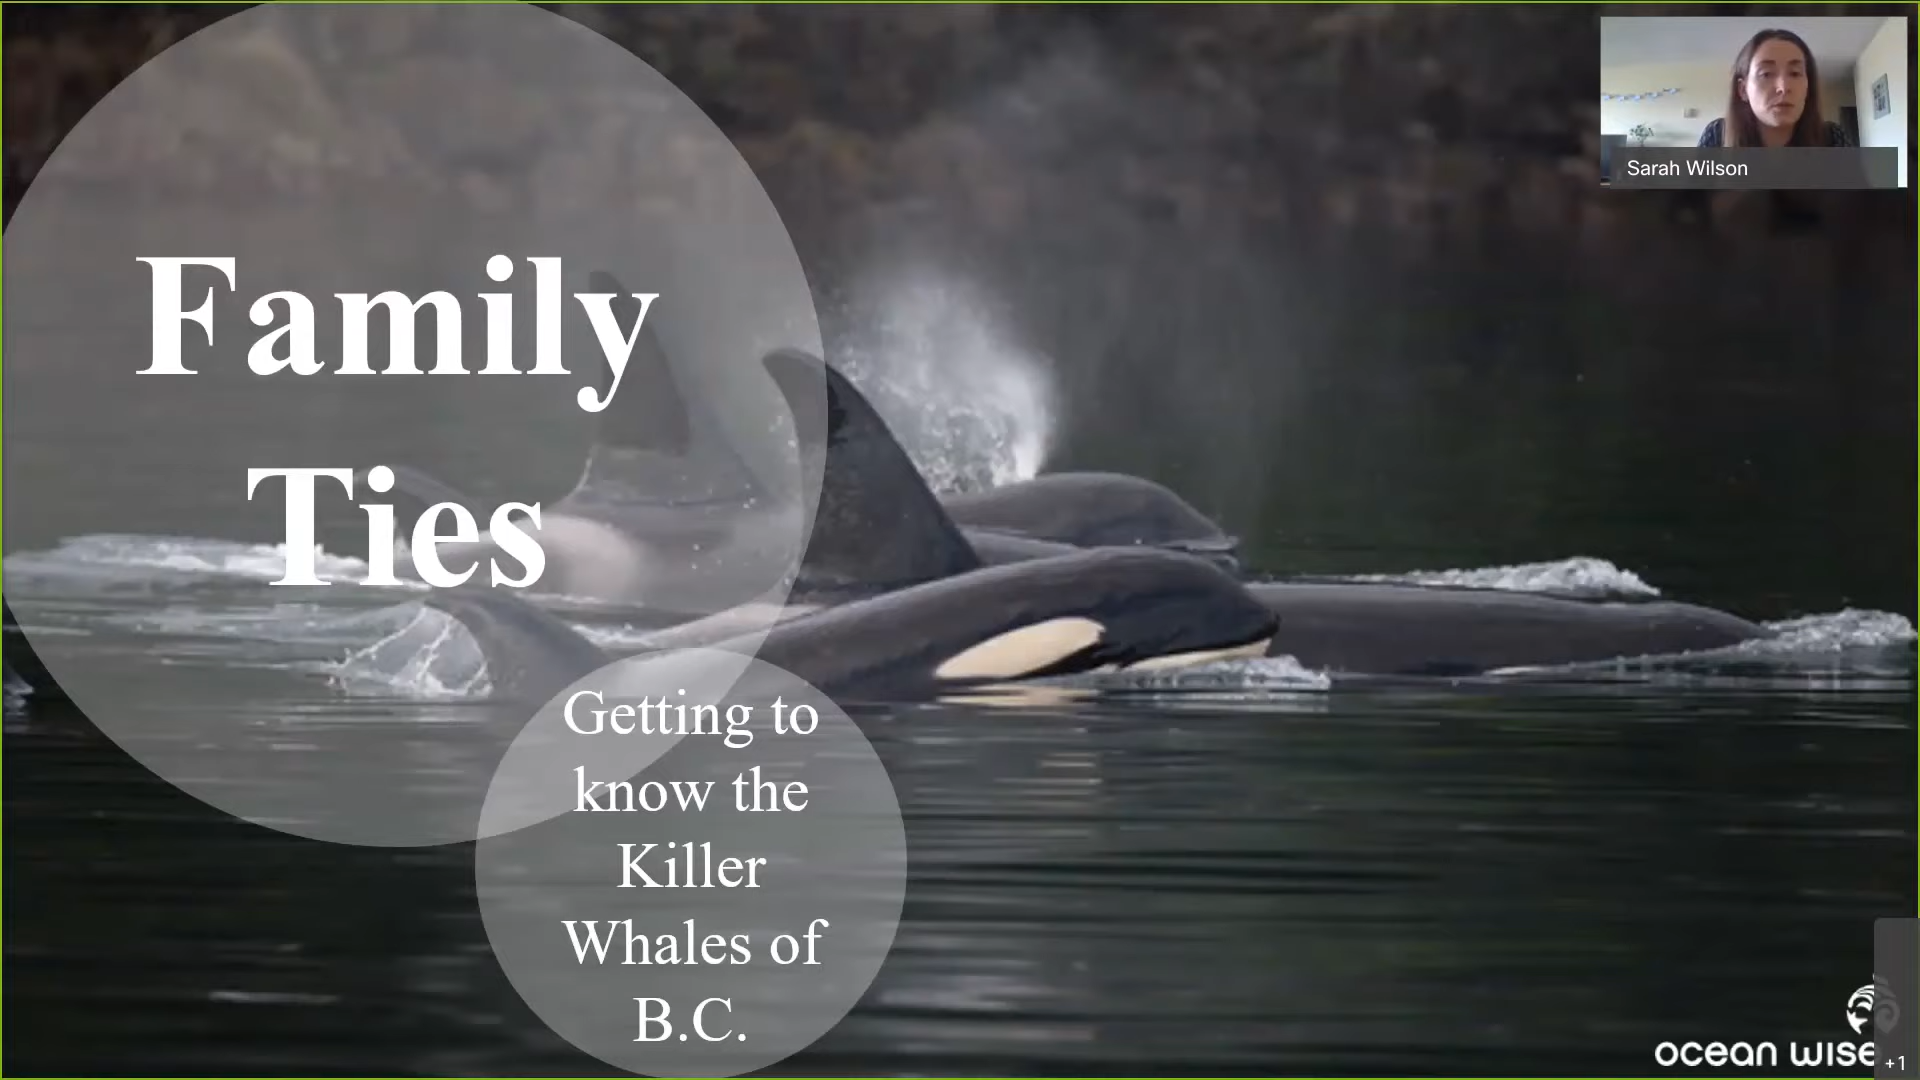 Family
Ties
Getting to
know the
Killer
Whales of
B.C.
Sarah Wilson
ocean wise
+1